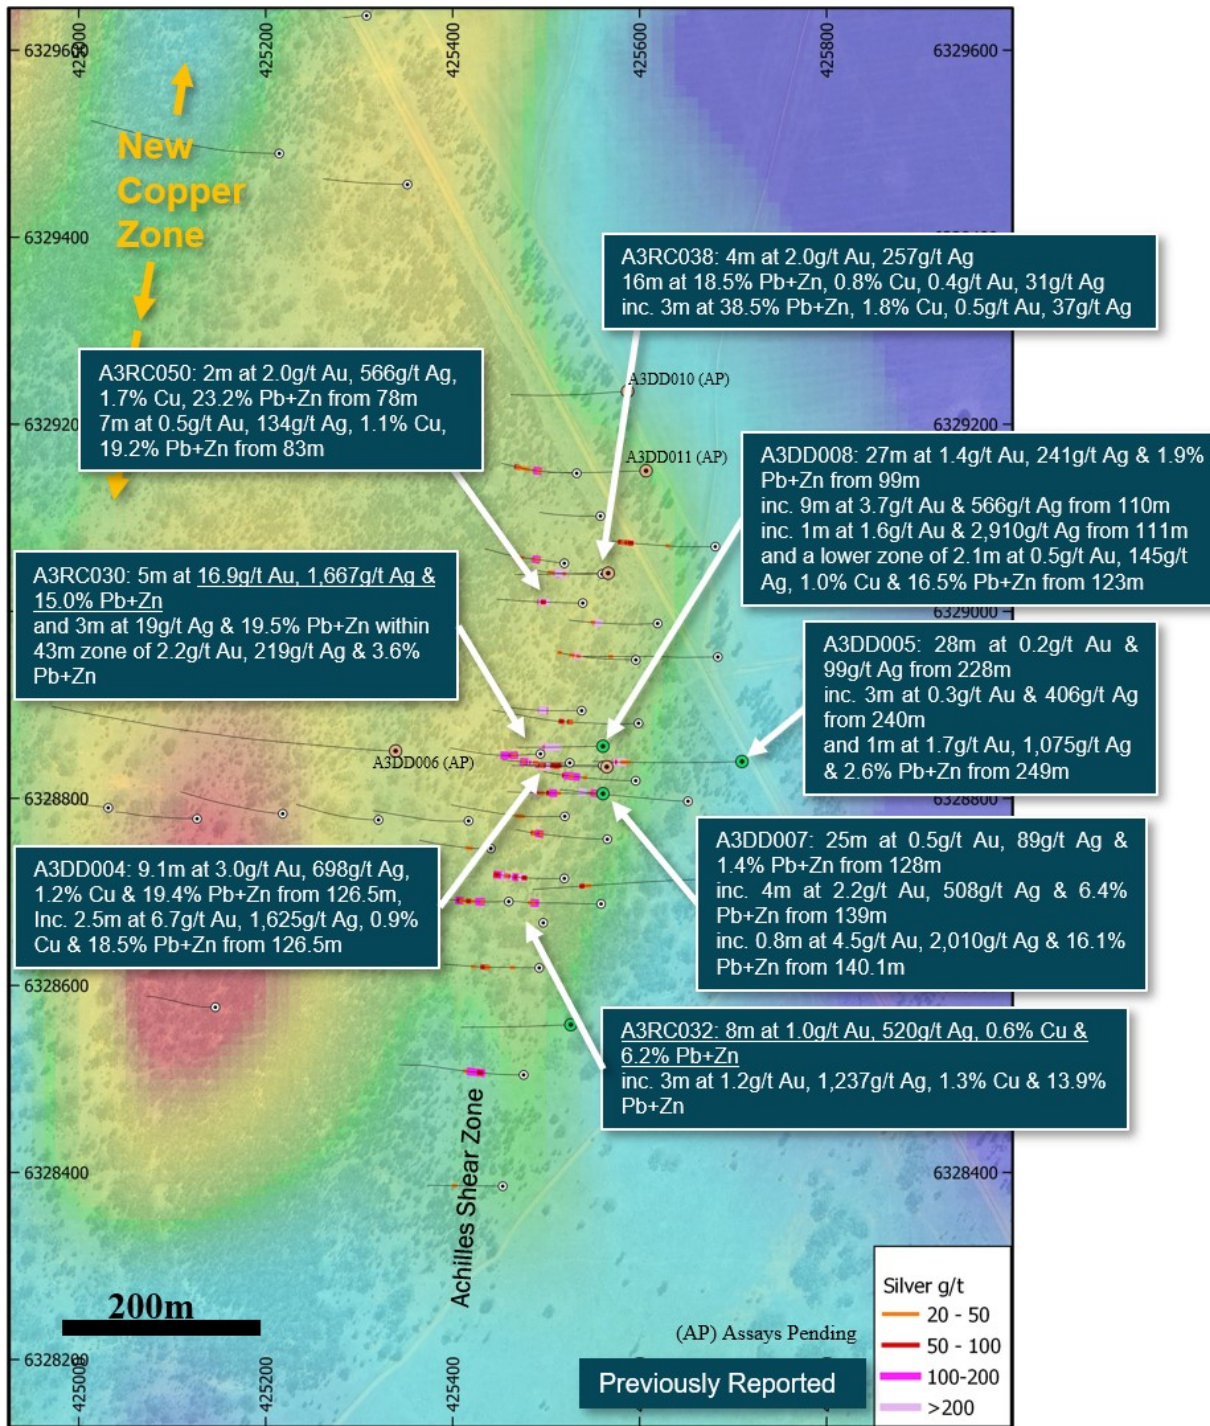 425000
425200
425400
425600
425800
6329600
6329600
New
Copper
Zone
6329400
A3RC038: 4m at 2.0g/t Au, 257g/t Ag
16m at 18.5% Pb+Zn, 0.8% Cu, 0.4g/t Au, 31g/t Ag
inc. 3m at 38.5% Pb+Zn, 1.8% Cu, 0.5g/t Au, 37g/t Ag
A3RC050: 2m at 2.0g/t Au, 566g/t Ag,
1.7% Cu, 23.2% Pb+Zn from 78m
7m at 0.5g/t Au, 134g/t Ag, 1.1% Cu,
19.2% Pb+Zn from 83m
A3DD010 (AP)
6329200
6329200
A3DD011 (AP)
A3DD008: 27m at 1.4g/t Au, 241g/t Ag & 1.9%
Pb+Zn from 99m
inc. 9m at 3.7g/t Au & 566g/t Ag from 110m
inc. 1m at 1.6g/t Au & 2,910g/t Ag from 111m
and a lower zone of 2.1m at 0.5g/t Au, 145g/t
Ag, 1.0% Cu & 16.5% Pb+Zn from 123m
A3RC030: 5m at 16.9g/t Au, 1,667g/t Ag &
15.0% Pb+Zn
and 3m at 19g/t Ag & 19.5% Pb+Zn within
43m zone of 2.2g/t Au, 219g/t Ag & 3.6%
Pb+Zn
6329000
A3DD005: 28m at 0.2g/t Au &
99g/t Ag from 228m
inc. 3m at 0.3g/t Au & 406g/t Ag
from 240m
and 1m at 1.7g/t Au, 1,075g/t Ag
& 2.6% Pb+Zn from 249m
A3DD006 (AP)
6328800
6328800
A3DD007: 25m at 0.5g/t Au, 89g/t Ag &
1.4% Pb+Zn from 128m
inc. 4m at 2.2g/t Au, 508g/t Ag & 6.4%
Pb+Zn from 139m
inc. 0.8m at 4.5g/t Au, 2,010g/t Ag & 16.1%
Pb+Zn from 140.1m
A3DD004: 9.1m at 3.0g/t Au, 698g/t Ag,
1.2% Cu & 19.4% Pb+Zn from 126.5m,
Inc. 2.5m at 6.7g/t Au, 1,625g/t Ag, 0.9%
Cu & 18.5% Pb+Zn from 126.5m
6328600
6328600
A3RC032: 8m at 1.0g/t Au, 520g/t Ag, 0.6% Cu &
6.2% Pb+Zn
inc. 3m at 1.2g/t Au, 1,237g/t Ag, 1.3% Cu & 13.9%
Pb+Zn
Achilles Shear Zone
6328400
6328400
200m
(AP) Assays Pending
Silver g/t
20 - 50
50 - 100
100-200
>200
6328200
Previously Reported
425000
425200
425400